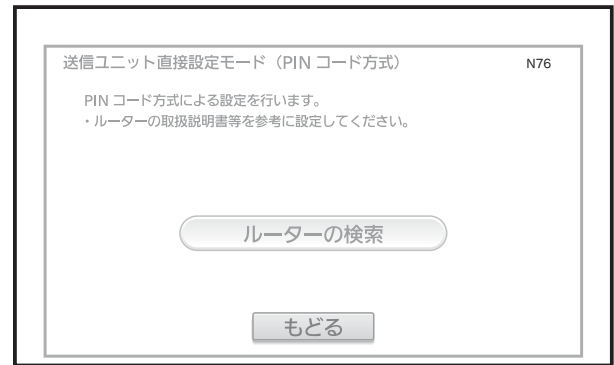 送信ユニット直接設定モード（PIN コード方式） N76
PIN コード方式による設定を行います。
・ルーターの取扱説明書等を参考に設定してください。
ルーターの検索
もどる